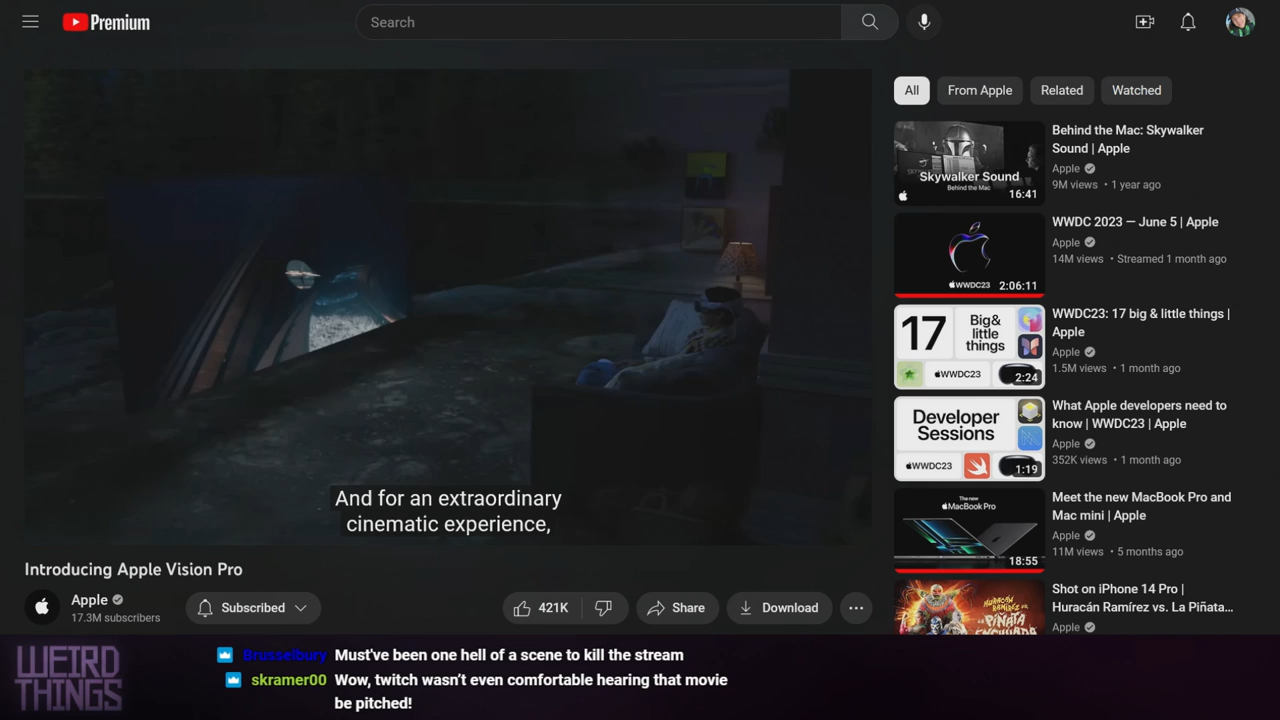 Premium
Search
All
From Apple
Related
Watched
Skywalker Sound
Behind the Mac
16:41
Behind the Mac: Skywalker
Sound | Apple
Apple
9M views • 1 year ago
WWDC23
2:06:11
WWDC 2023 — June 5 | Apple
Apple
14M views • Streamed 1 month ago
17
Big &
little
things
WWDC23
2:24
WWDC23: 17 big & little things |
Apple
Apple
1.5M views • 1 month ago
Developer
Sessions
WWDC23
1:19
What Apple developers need to
know | WWDC23 | Apple
Apple
352K views • 1 month ago
The new
MacBook Pro
18:55
Meet the new MacBook Pro and
Mac mini | Apple
Apple
11M views • 5 months ago
HURACÁN
RAMÍREZ
vs. LA
PIÑATA
ENCHILADA
Shot on iPhone 14 Pro |
Huracán Ramírez vs. La Piñata...
Apple
And for an extraordinary
cinematic experience,
Introducing Apple Vision Pro
Apple
17.3M subscribers
Subscribed
421K
Share
Download
WEIRD
THINGS
Brusselbury Must've been one hell of a scene to kill the stream
skramer00 Wow, twitch wasn't even comfortable hearing that movie
be pitched!